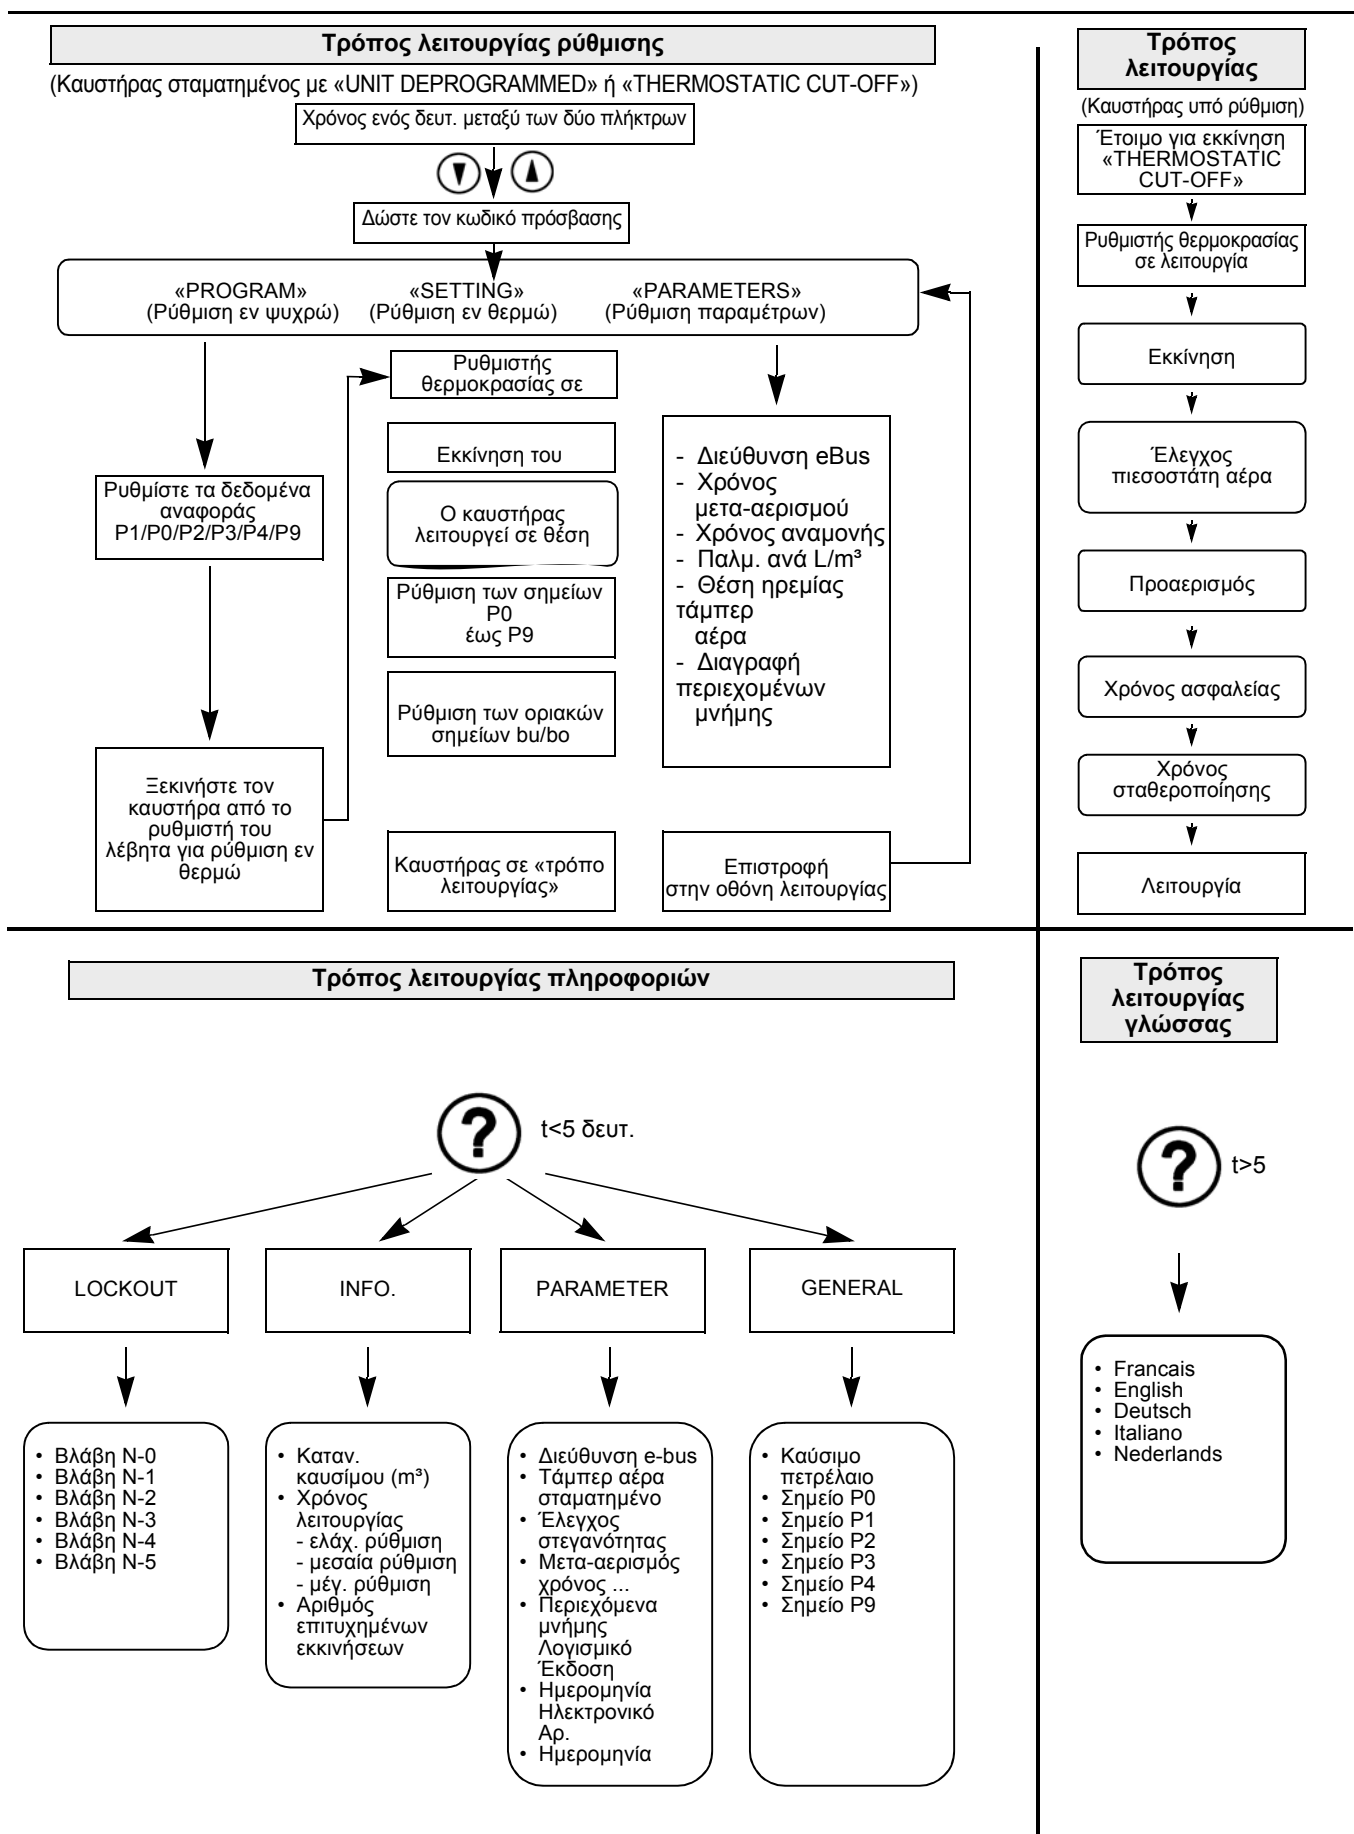 Τρόπος λειτουργίας ρύθμισης
(Καυστήρας σταματημένος με «UNIT DEPROGRAMMED» ή «THERMOSTATIC CUT-OFF»)
Χρόνος ενός δευτ. μεταξύ των δύο πλήκτρων
Δώστε τον κωδικό πρόσβασης
«PROGRAM»
(Ρύθμιση εν ψυχρώ)
«SETTING»
(Ρύθμιση εν θερμώ)
«PARAMETERS»
(Ρύθμιση παραμέτρων)
Ρυθμίστε τα δεδομένα
αναφοράς
P1/P0/P2/P3/P4/P9
Ξεκινήστε τον
καυστήρα από το
ρυθμιστή του
λέβητα για ρύθμιση εν
θερμώ
Ρυθμιστής
θερμοκρασίας σε
Εκκίνηση του
Ο καυστήρας
λειτουργεί σε θέση
Ρύθμιση των σημείων
P0
έως P9
Ρύθμιση των οριακών
σημείων bu/bo
Καυστήρας σε «τρόπο
λειτουργίας»
- Διεύθυνση eBus
- Χρόνος
μετα-αερισμού
- Χρόνος αναμονής
- Παλμ. ανά L/m³
- Θέση ηρεμίας
τάμπερ
αέρα
- Διαγραφή
περιεχομένων
μνήμης
Επιστροφή
στην οθόνη λειτουργίας
Τρόπος
λειτουργίας
(Καυστήρας υπό ρύθμιση)
Έτοιμο για εκκίνηση
«THERMOSTATIC
CUT-OFF»
Ρυθμιστής θερμοκρασίας
σε λειτουργία
Εκκίνηση
Έλεγχος
πιεσοστάτη αέρα
Προαερισμός
Χρόνος ασφαλείας
Χρόνος
σταθεροποίησης
Λειτουργία
Τρόπος λειτουργίας πληροφοριών
? t<5 δευτ.
LOCKOUT
INFO.
PARAMETER
GENERAL
• Βλάβη N-0
• Βλάβη N-1
• Βλάβη N-2
• Βλάβη N-3
• Βλάβη N-4
• Βλάβη N-5
• Καταν.
καυσίμου (m³)
• Χρόνος
λειτουργίας
- ελάχ. ρύθμιση
- μεσαία ρύθμιση
- μέγ. ρύθμιση
• Αριθμός
επιτυχημένων
εκκινήσεων
• Διεύθυνση e-bus
• Τάμπερ αέρα
σταματημένο
• Έλεγχος
στεγανότητας
• Μετα-αερισμός
χρόνος ...
• Περιεχόμενα
μνήμης
Λογισμικό
Έκδοση
• Ημερομηνία
Ηλεκτρονικό
Αρ.
• Ημερομηνία
• Καύσιμο
πετρέλαιο
• Σημείο P0
• Σημείο P1
• Σημείο P2
• Σημείο P3
• Σημείο P4
• Σημείο P9
Τρόπος
λειτουργίας
γλώσσας
? t>5
• Francais
• English
• Deutsch
• Italiano
• Nederlands